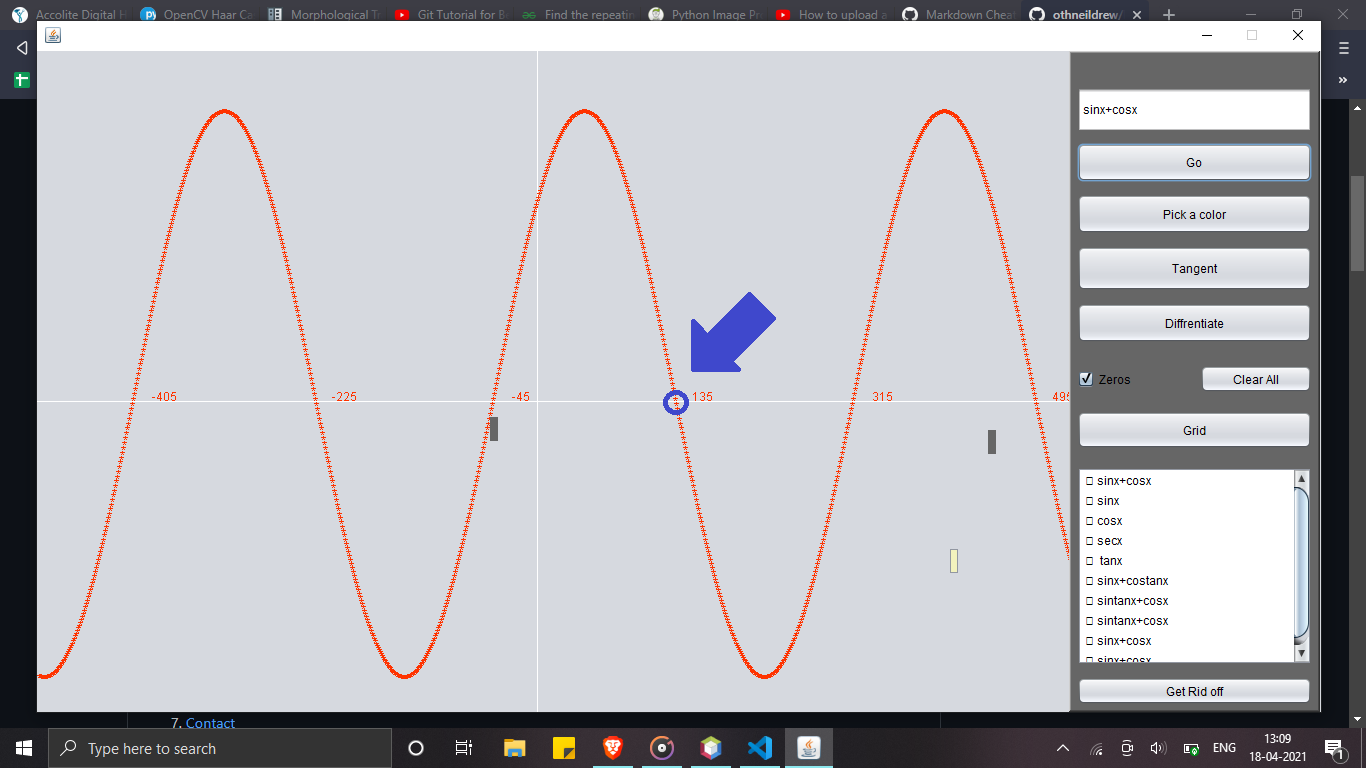 Accolite Digital H
OpenCV Haar Ca
Morphological Tr
Git Tutorial for B
Find the repeatin
Python Image Pr
How to upload a
Markdown Cheat
othneildrew/
sinx+cosx
Go
Pick a color
Tangent
Diffrentiate
Zeros
Clear All
-405
-225
-45
135
315
495
Grid
sinx+cosx
sinx
cosx
secx
tanx
sinx+costanx
sintanx+cosx
sintanx+cosx
sinx+cosx
sinx+cosx
Get Rid off
7. Contact
Type here to search
ENG
13:09
18-04-2021
1